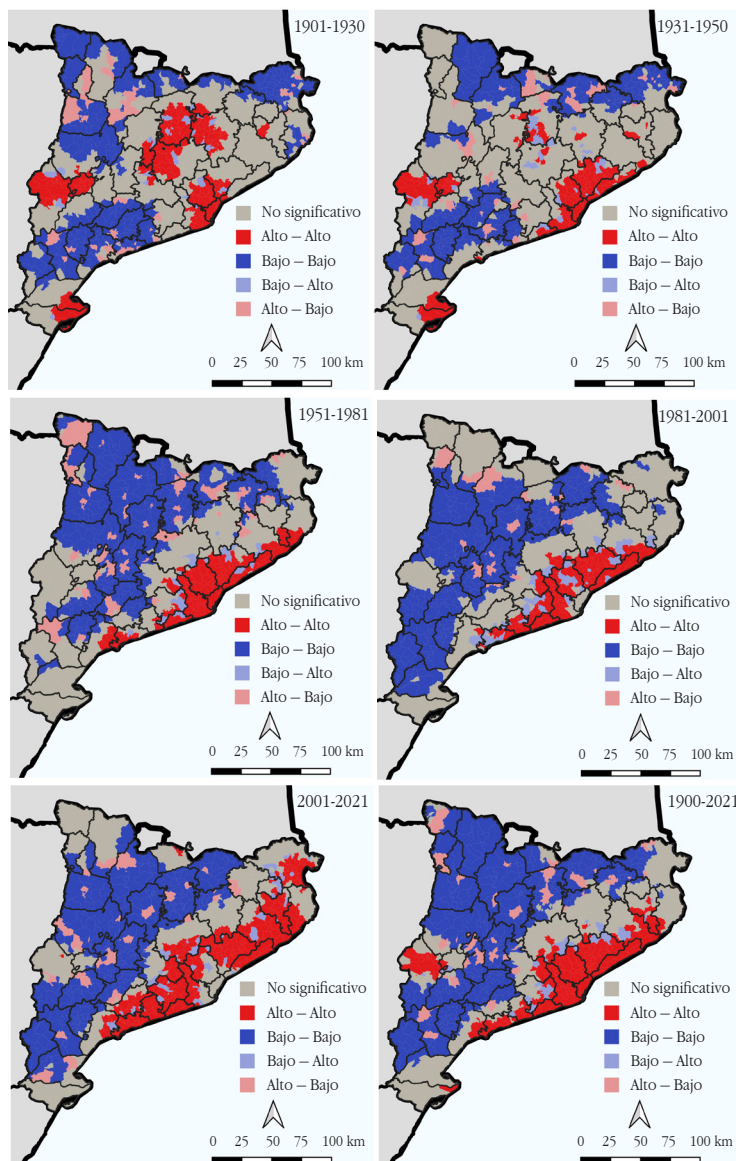 1901-1930
No significativo
Alto – Alto
Bajo – Bajo
Bajo – Alto
Alto – Bajo
0 25 50 75 100 km
1931-1950
No significativo
Alto – Alto
Bajo – Bajo
Bajo – Alto
Alto – Bajo
0 25 50 75 100 km
1951-1981
No significativo
Alto – Alto
Bajo – Bajo
Bajo – Alto
Alto – Bajo
0 25 50 75 100 km
1981-2001
No significativo
Alto – Alto
Bajo – Bajo
Bajo – Alto
Alto – Bajo
0 25 50 75 100 km
2001-2021
No significativo
Alto – Alto
Bajo – Bajo
Bajo – Alto
Alto – Bajo
0 25 50 75 100 km
1900-2021
No significativo
Alto – Alto
Bajo – Bajo
Bajo – Alto
Alto – Bajo
0 25 50 75 100 km